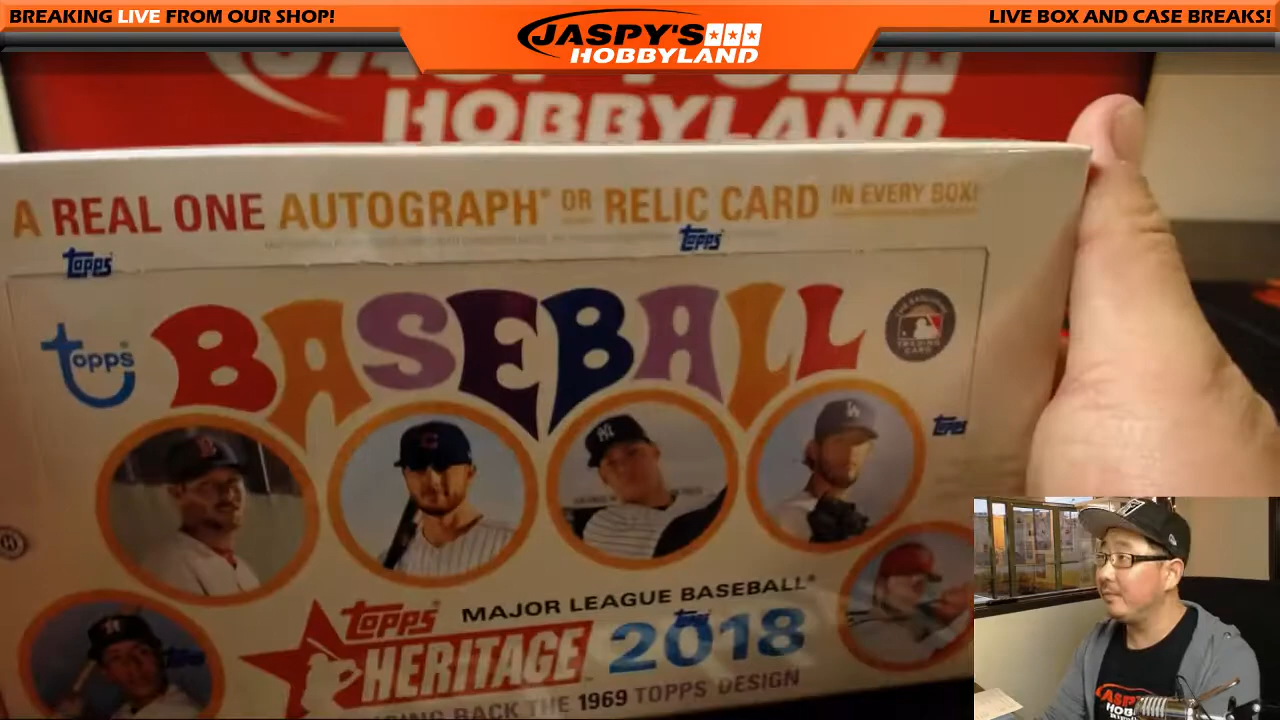 BREAKING LIVE FROM OUR SHOP!
JASPY'S
HOBBYLAND
LIVE BOX AND CASE BREAKS!
HOBBYLAND
A REAL ONE AUTOGRAPH® OR RELIC CARD IN EVERY BOX!
Topps
Topps
Topps
BASEBALL
Topps
Topps MAJOR LEAGUE BASEBALL®
HERITAGE 2018
BACK THE 1969 TOPPS DESIGN